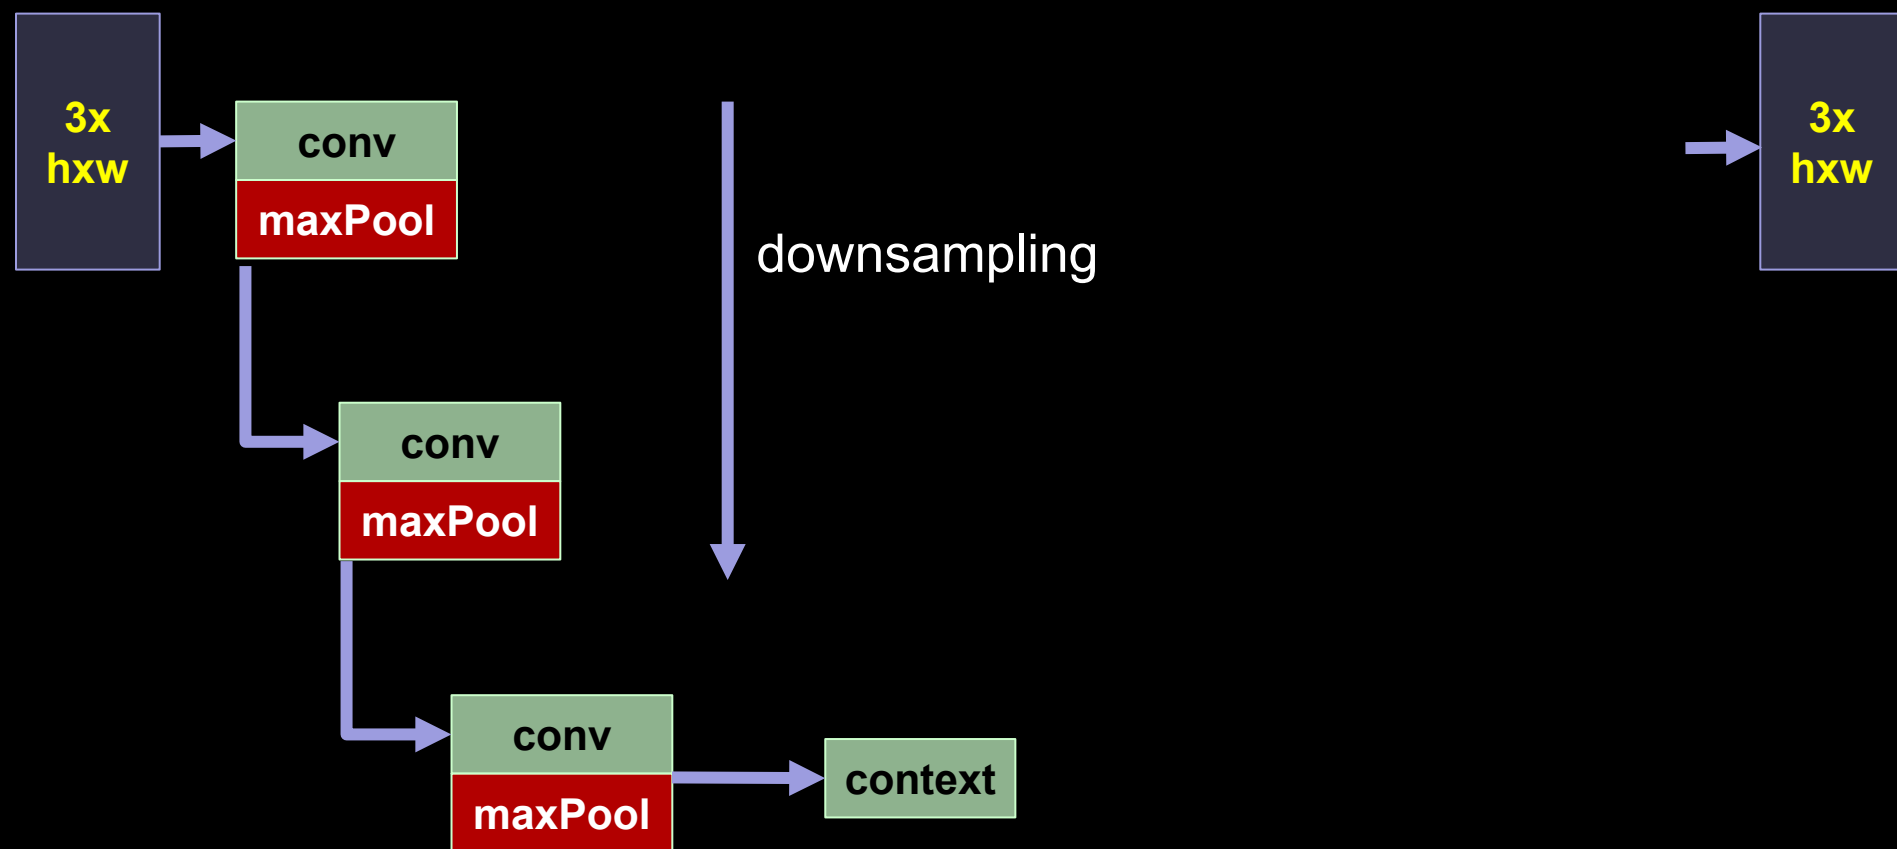 3x
hxw
conv
maxPool
downsampling
3x
hxw
conv
maxPool
conv
maxPool
context